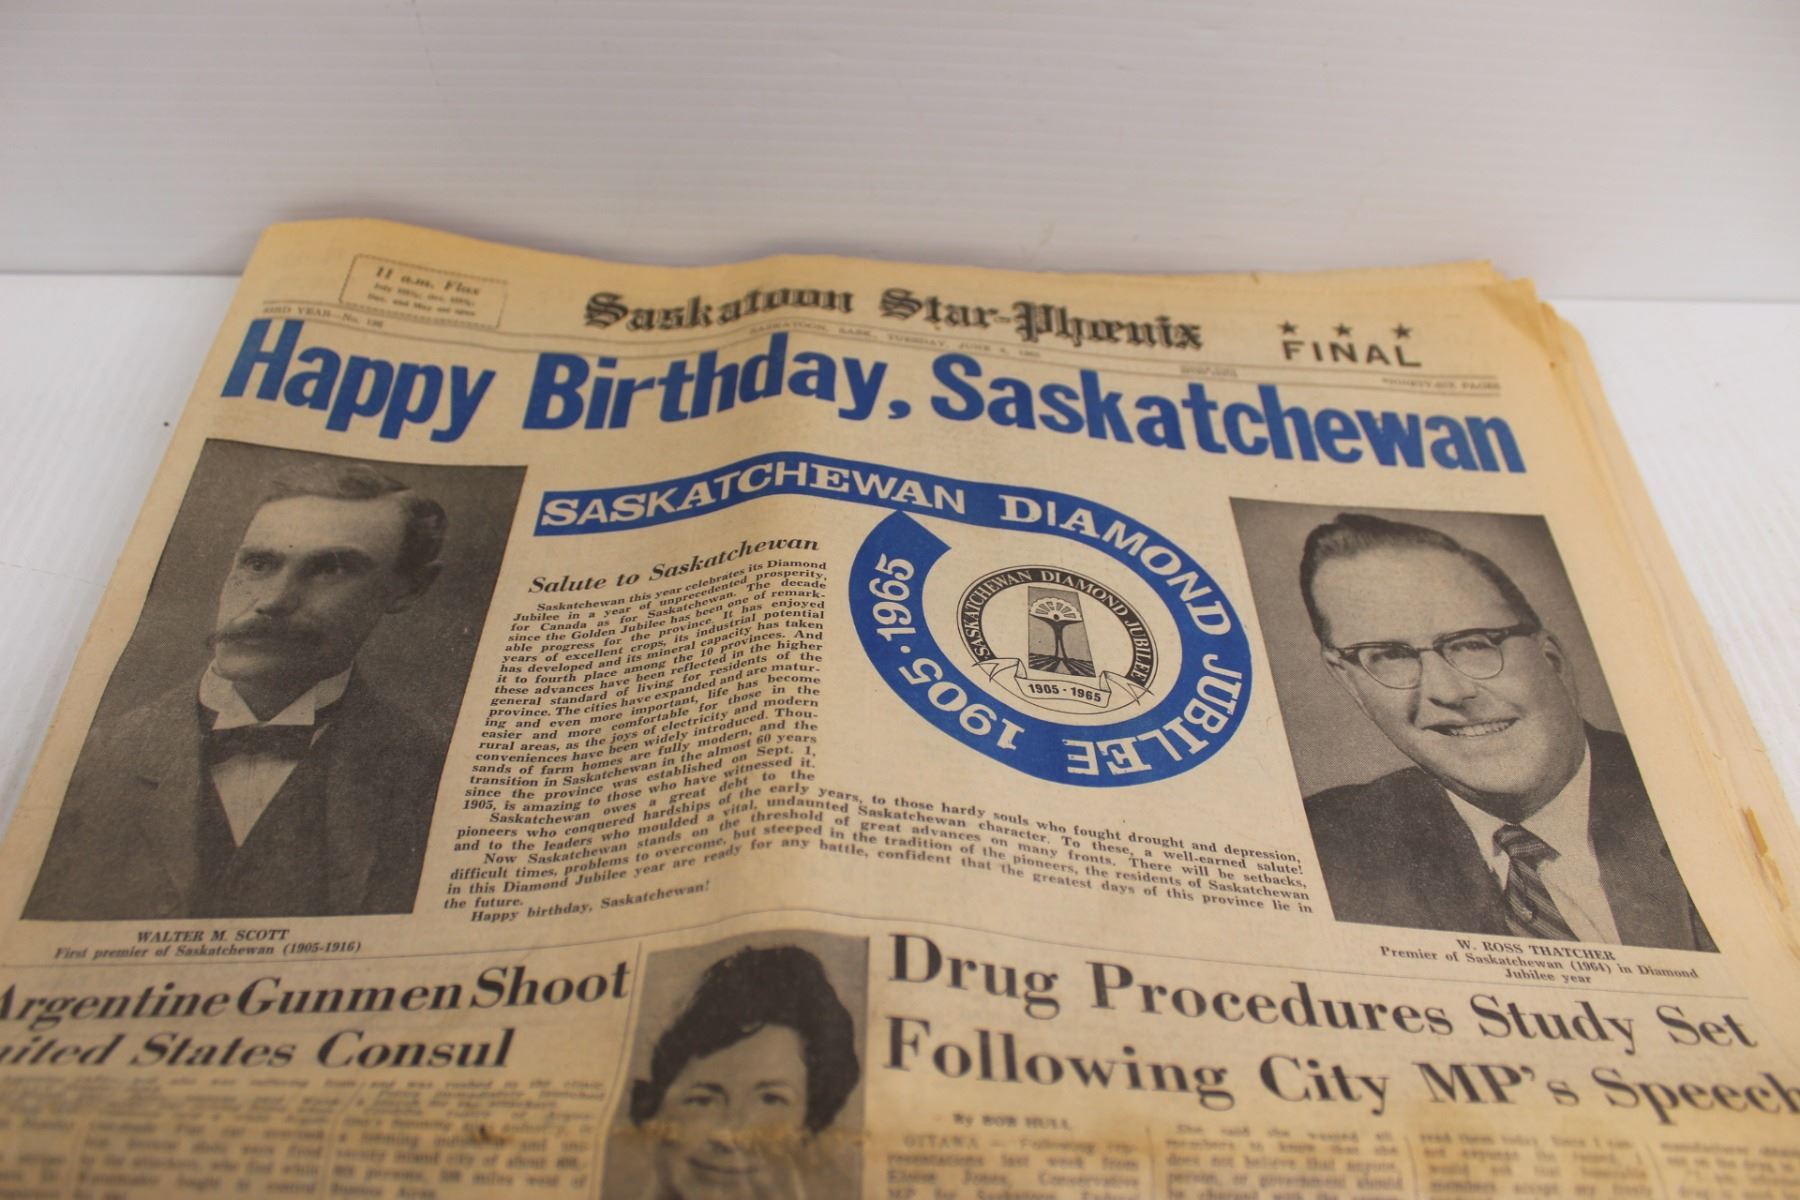 11 a.m. Flax
Saskatoon Star-Phœnix
★ ★ ★
FINAL
SASKATOON, SASK., TUESDAY, JUNE
NINETY-SIX PAGES
Happy Birthday, Saskatchewan
SASKATCHEWAN DIAMOND JUBILEE 1905·1965
SASKATCHEWAN DIAMOND JUBILEE
1905 - 1965
Salute to Saskatchewan
Saskatchewan this year celebrates its Diamond
Jubilee in a year of unprecedented prosperity,
for Canada as for Saskatchewan. The decade
since the Golden Jubilee has been one of remark-
able progress for the province. It has enjoyed
years of excellent crops, its industrial potential
has developed and its mineral capacity has taken
it to fourth place among the 10 provinces. And
these advances have been reflected in the higher
general standard of living for residents of the
province. The cities have expanded and are matur-
ing and even more important, life has become
easier and more comfortable for those in the
rural areas, as the joys of electricity and modern
conveniences have been widely introduced. Thou-
sands of farm homes are fully modern, and the
transition in Saskatchewan in the almost 60 years
since the province was established on Sept. 1,
1905, is amazing to those who have witnessed it.
Saskatchewan owes a great debt to the
pioneers who conquered hardships of the early years, to those hardy souls who fought drought and depression,
and to the leaders who moulded a vital, undaunted Saskatchewan character. To these, a well-earned salute!
Now Saskatchewan stands on the threshold of great advances on many fronts. There will be setbacks,
difficult times, problems to overcome, but steeped in the tradition of the pioneers, the residents of Saskatchewan
in this Diamond Jubilee year are ready for any battle, confident that the greatest days of this province lie in
the future.
Happy birthday, Saskatchewan!
WALTER M. SCOTT
First premier of Saskatchewan (1905-1916)
W. ROSS THATCHER
Premier of Saskatchewan (1964) in Diamond
Jubilee year
Argentine Gunmen Shoot
United States Consul
Drug Procedures Study Set
Following City MP's Speech
By BOB HULL